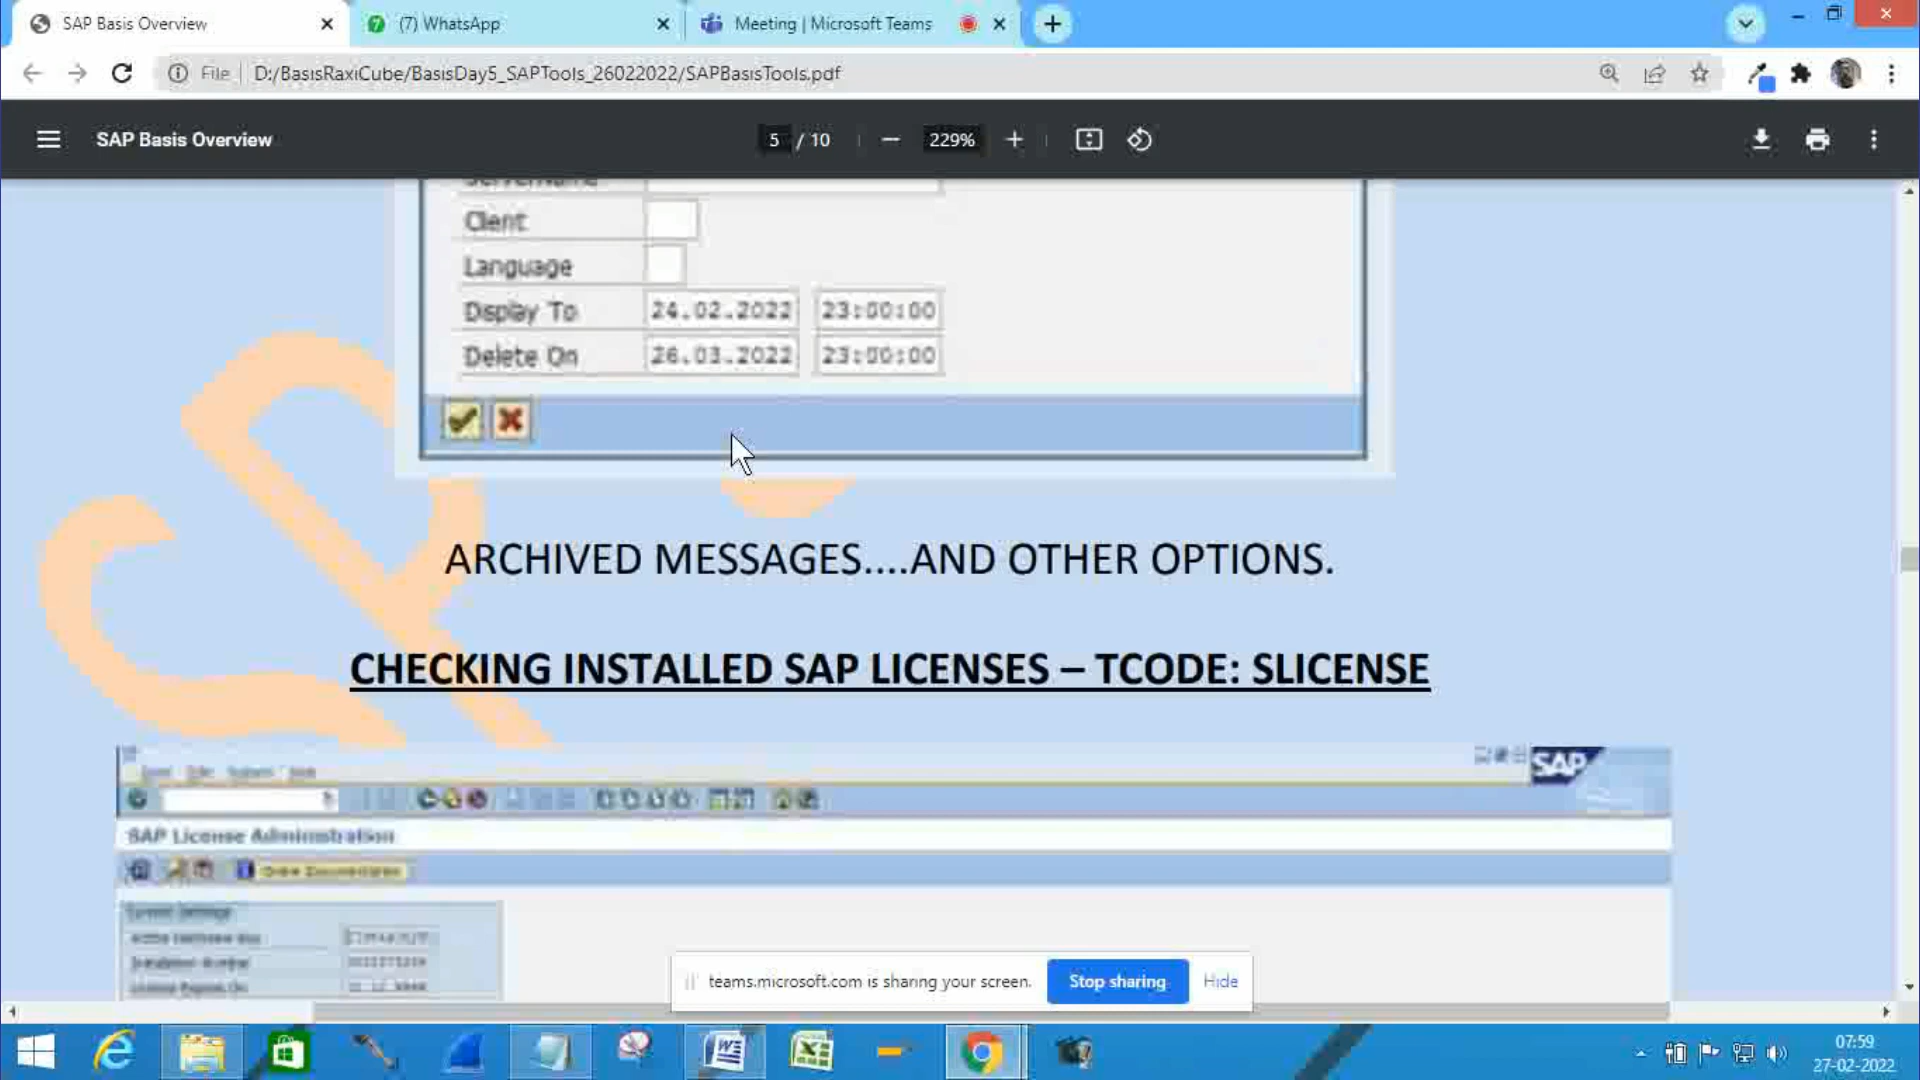 SAP Basis Overview
(7) WhatsApp
Meeting | Microsoft Teams
File
D:/BasisRaxiCube/BasisDay5_SAPTools_26022022/SAPBasisTools.pdf
SAP Basis Overview
5 / 10
229%
ServerName
Client
Language
Display To 24.02.2022 23:00:00
Delete On 26.03.2022 23:00:00
ARCHIVED MESSAGES....AND OTHER OPTIONS.
CHECKING INSTALLED SAP LICENSES – TCODE: SLICENSE
SAP
SAP License Administration
teams.microsoft.com is sharing your screen.
Stop sharing
Hide
07:59
27-02-2022